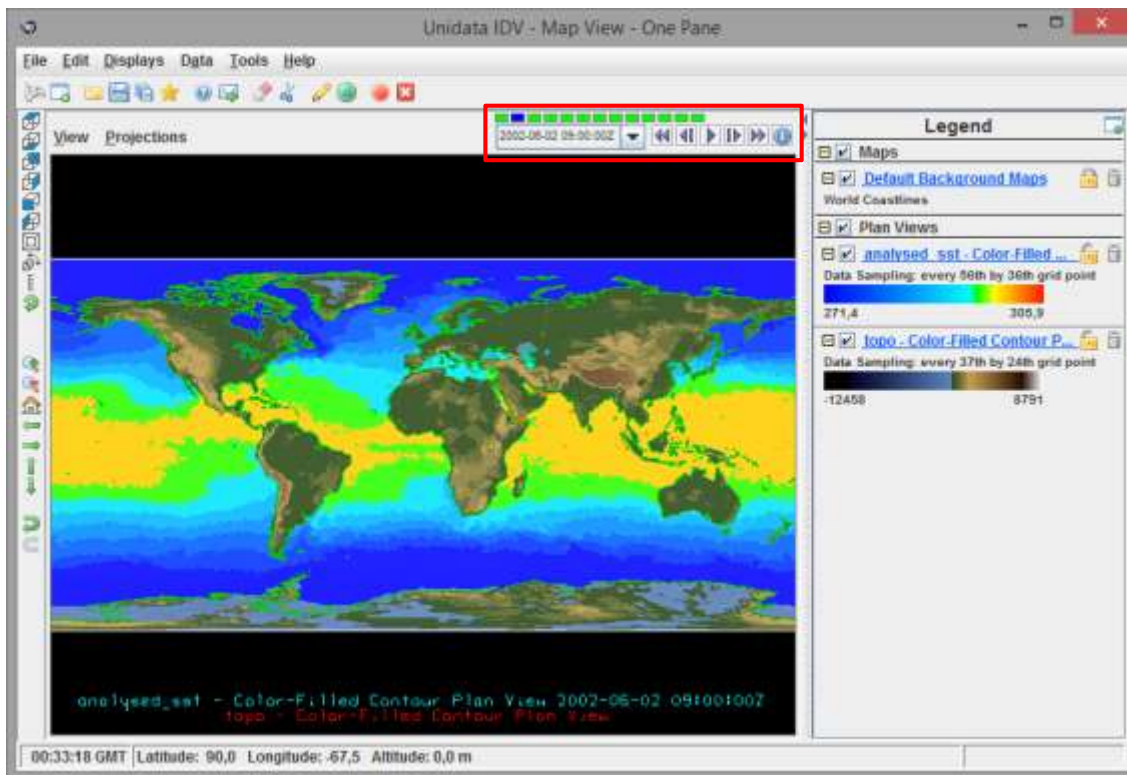 Unidata IDV - Map View - One Pane
File Edit Displays Data Tools Help
View Projections
2002-06-02 09:00:00Z
Legend
Maps
Default Background Maps
World Coastlines
Plan Views
analysed_sst - Color-Filled ...
Data Sampling: every 56th by 36th grid point
271,4 305,9
topo - Color-Filled Contour P...
Data Sampling: every 37th by 24th grid point
-12458 8791
analysed_sst - Color-Filled Contour Plan View 2002-06-02 09:00:00Z
topo - Color-Filled Contour Plan View
00:33:18 GMT Latitude: 90,0 Longitude: -67,5 Altitude: 0,0 m